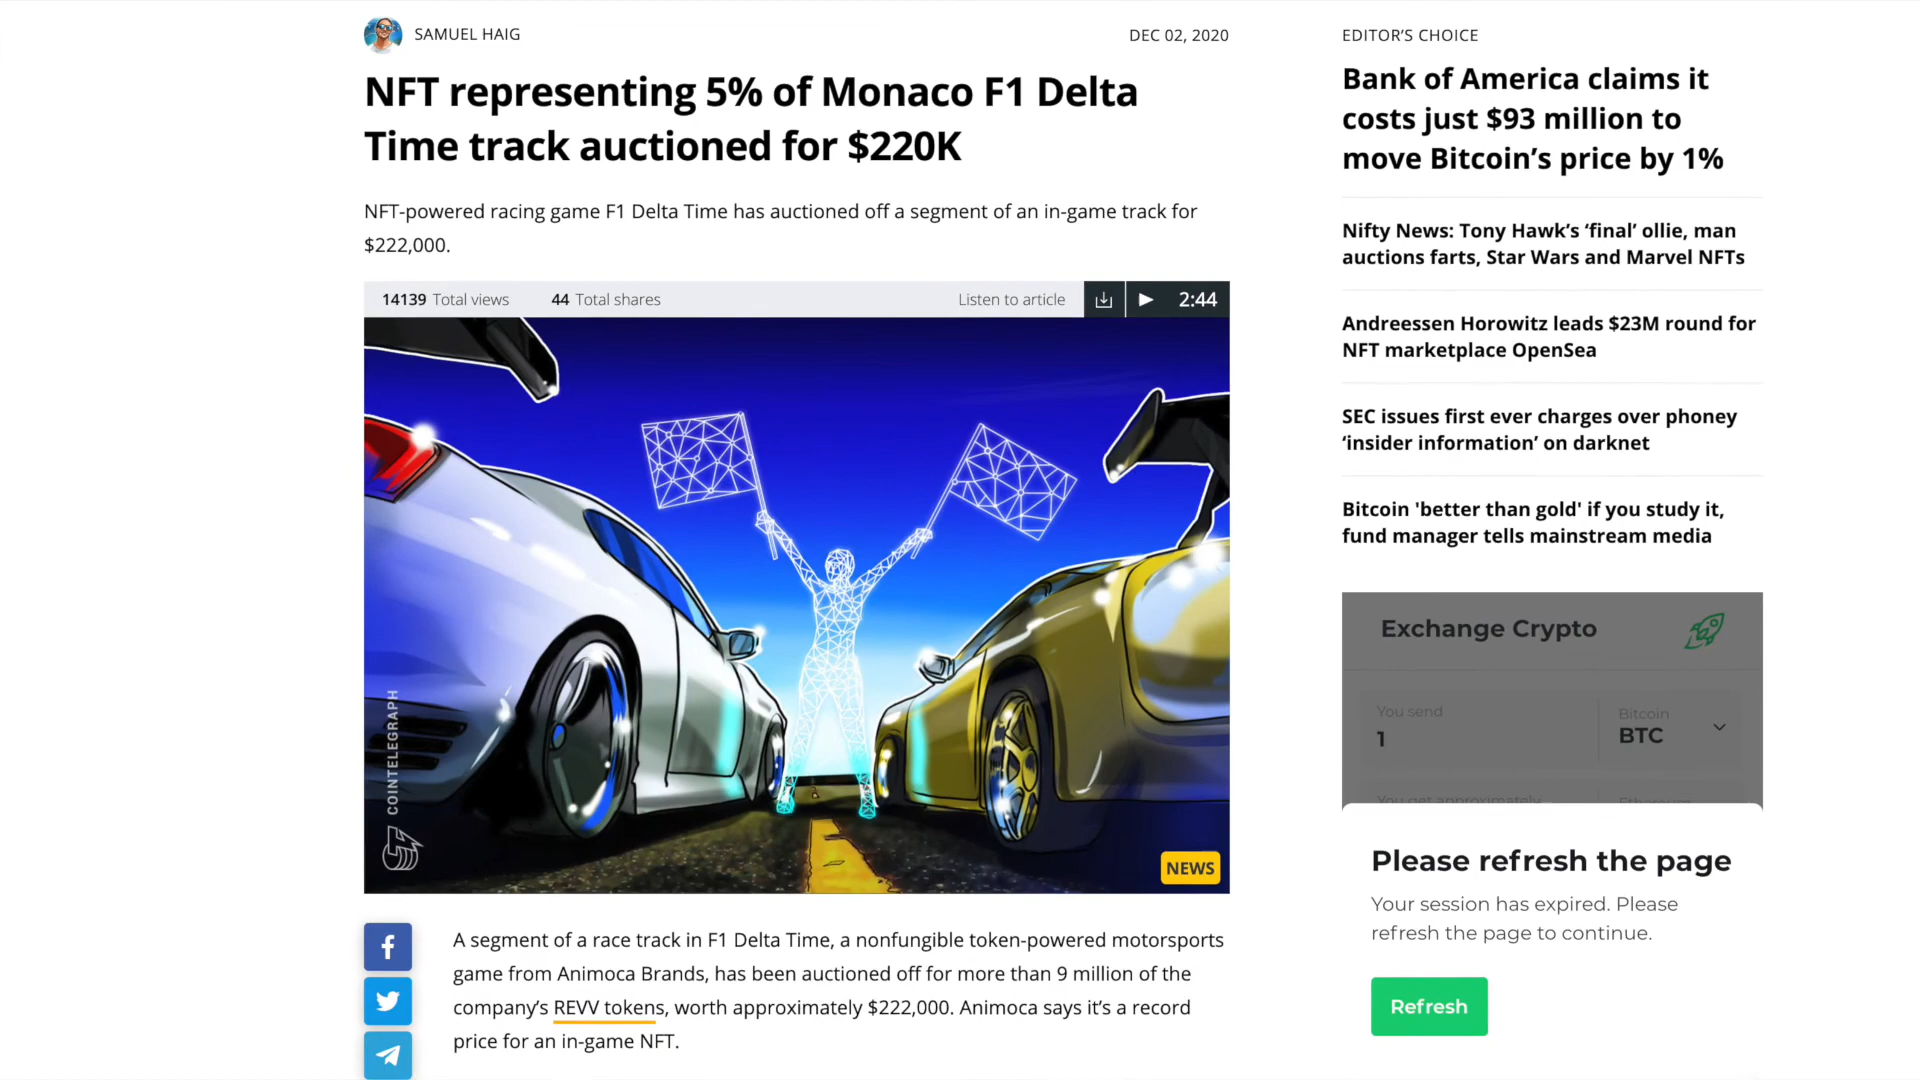 SAMUEL HAIG
DEC 02, 2020
NFT representing 5% of Monaco F1 Delta
Time track auctioned for $220K
NFT-powered racing game F1 Delta Time has auctioned off a segment of an in-game track for
$222,000.
14139 Total views
44 Total shares
Listen to article
2:44
COINTELEGRAPH
NEWS
A segment of a race track in F1 Delta Time, a nonfungible token-powered motorsports
game from Animoca Brands, has been auctioned off for more than 9 million of the
company’s REVV tokens, worth approximately $222,000. Animoca says it’s a record
price for an in-game NFT.
EDITOR’S CHOICE
Bank of America claims it
costs just $93 million to
move Bitcoin’s price by 1%
Nifty News: Tony Hawk’s ‘final’ ollie, man
auctions farts, Star Wars and Marvel NFTs
Andreessen Horowitz leads $23M round for
NFT marketplace OpenSea
SEC issues first ever charges over phoney
‘insider information’ on darknet
Bitcoin 'better than gold' if you study it,
fund manager tells mainstream media
Exchange Crypto
You send
1
Bitcoin
BTC
You get approximately
Ethereum
Please refresh the page
Your session has expired. Please
refresh the page to continue.
Refresh